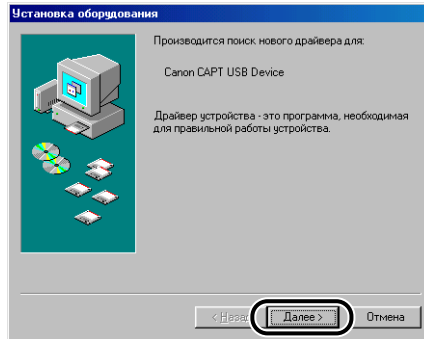 Установка оборудования
Производится поиск нового драйвера для:
Canon CAPT USB Device
Драйвер устройства - это программа, необходимая
для правильной работы устройства.
< Назад Далее > Отмена